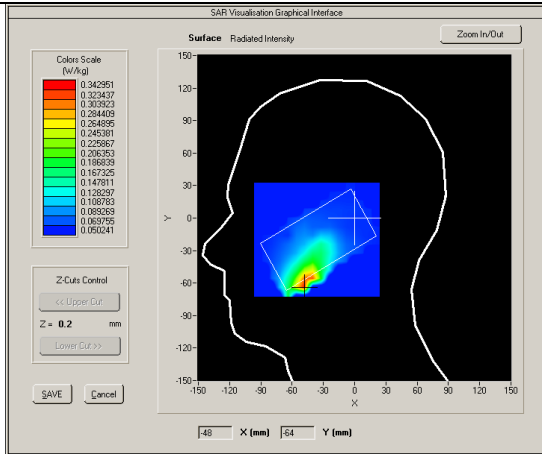 SAR Visualisation Graphical Interface
Surface Radiated Intensity
Zoom In/Out
Colors Scale
(W/kg)
0.342951
0.323437
0.303923
0.284409
0.264895
0.245381
0.225867
0.206353
0.186839
0.167325
0.147811
0.128297
0.108783
0.089269
0.069755
0.050241
Z-Cuts Control
<< Upper Cut
Z = 0.2 mm
Lower Cut >>
SAVE Cancel
150-
120-
90-
60-
30-
0-
-30-
-60-
-90-
-120-
-150-
Y
-150 -120 -90 -60 -30 0 30 60 90 120 150
X
-48 X (mm) -64 Y (mm)